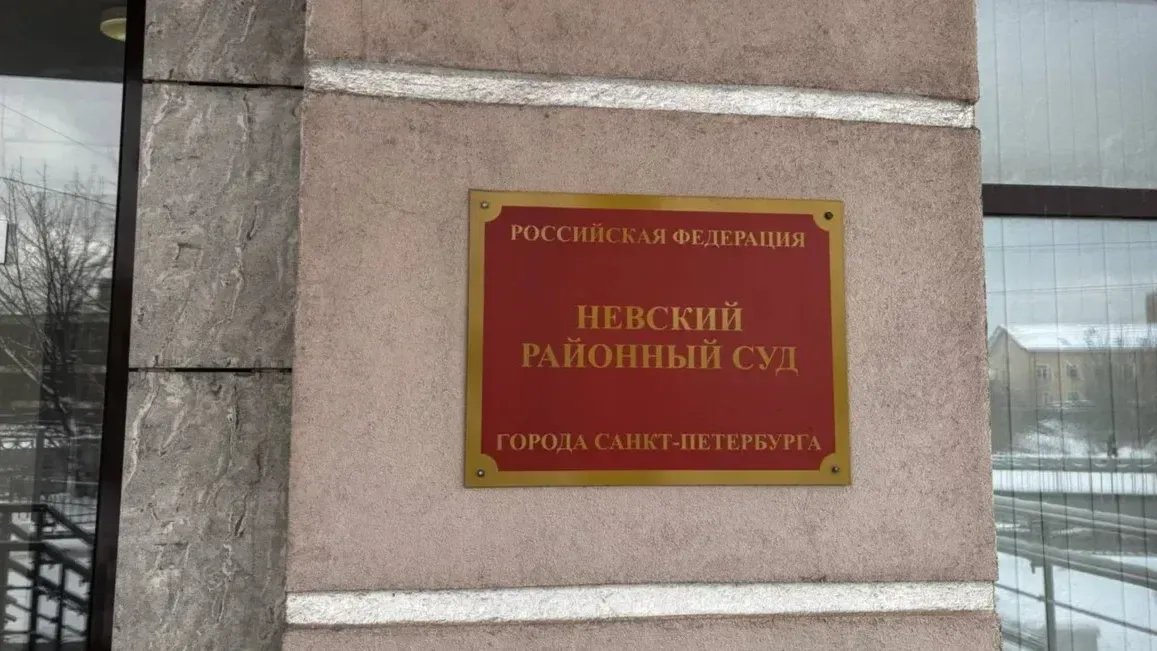 РОССИЙСКАЯ ФЕДЕРАЦИЯ
НЕВСКИЙ
РАЙОННЫЙ СУД
ГОРОДА САНКТ-ПЕТЕРБУРГА